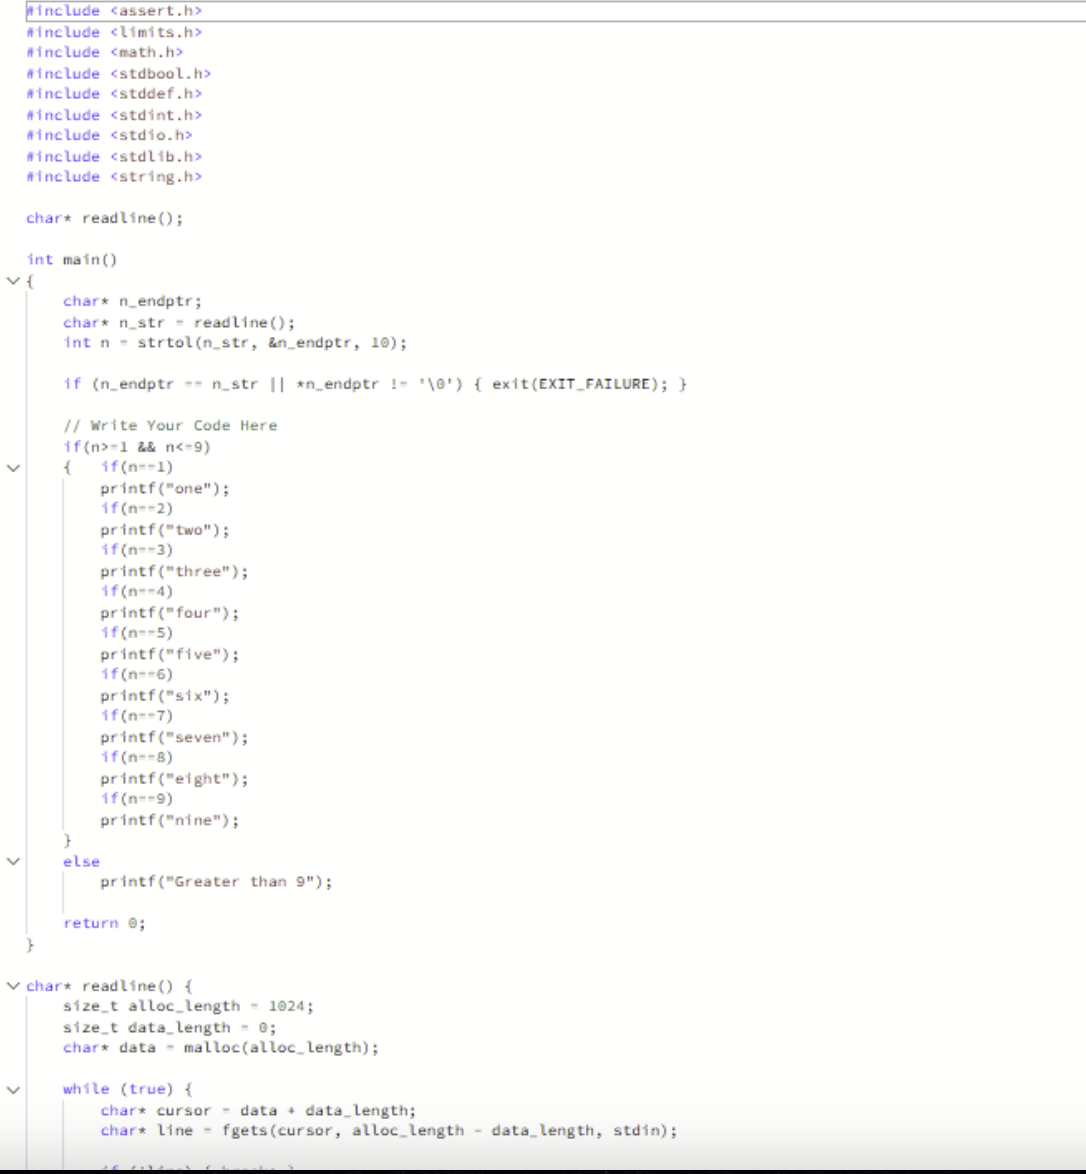 #include <assert.h>
#include <limits.h>
#include <math.h>
#include <stdbool.h>
#include <stddef.h>
#include <stdint.h>
#include <stdio.h>
#include <stdlib.h>
#include <string.h>

char* readline();

int main()
{
    char* n_endptr;
    char* n_str = readline();
    int n = strtol(n_str, &n_endptr, 10);

    if (n_endptr == n_str || *n_endptr != '\0') { exit(EXIT_FAILURE); }

    // Write Your Code Here
    if(n>=1 && n<=9)
    {   if(n==1)
        printf("one");
        if(n==2)
        printf("two");
        if(n==3)
        printf("three");
        if(n==4)
        printf("four");
        if(n==5)
        printf("five");
        if(n==6)
        printf("six");
        if(n==7)
        printf("seven");
        if(n==8)
        printf("eight");
        if(n==9)
        printf("nine");
    }
    else
        printf("Greater than 9");

    return 0;
}

char* readline() {
    size_t alloc_length = 1024;
    size_t data_length = 0;
    char* data = malloc(alloc_length);

    while (true) {
        char* cursor = data + data_length;
        char* line = fgets(cursor, alloc_length - data_length, stdin);